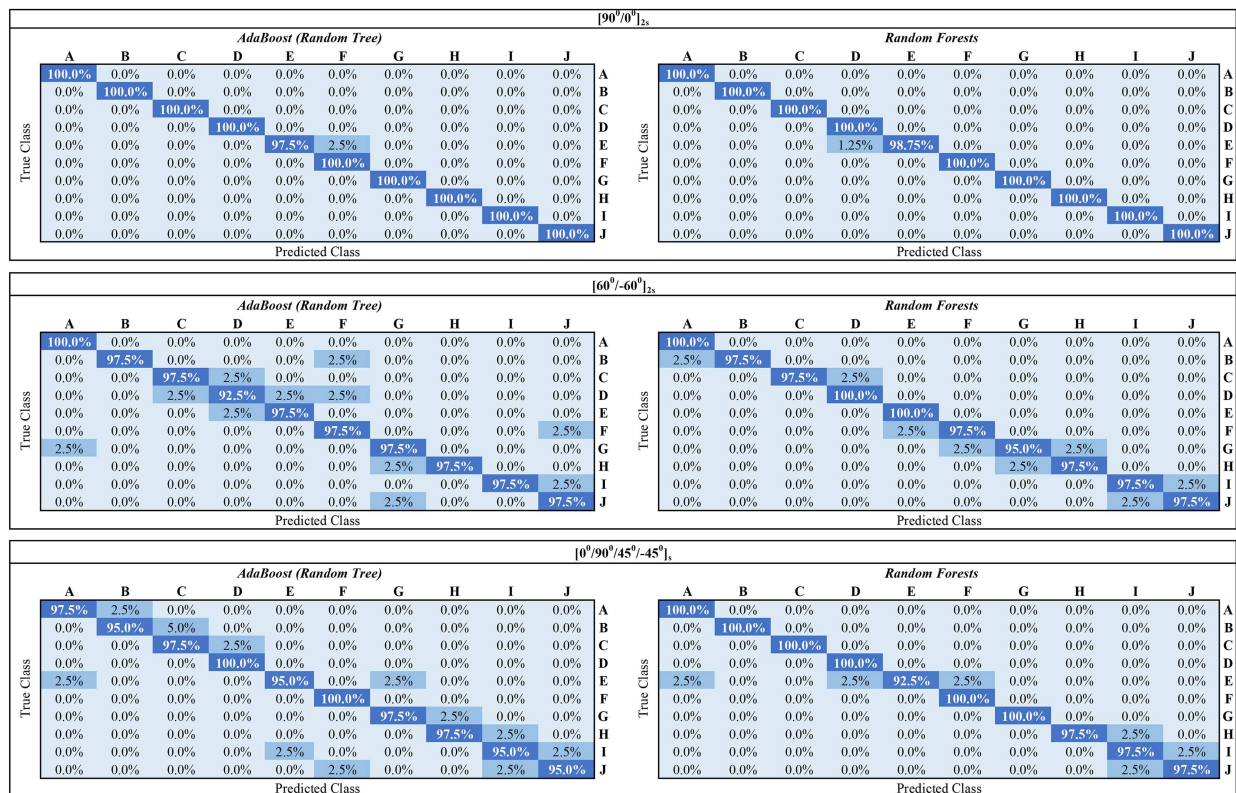 [90⁰/0⁰]₂ₛ
AdaBoost (Random Tree) Random Forests
A B C D E F G H I J A B C D E F G H I J
100.0% 0.0% 0.0% 0.0% 0.0% 0.0% 0.0% 0.0% 0.0% 0.0% A 100.0% 0.0% 0.0% 0.0% 0.0% 0.0% 0.0% 0.0% 0.0% 0.0% A
0.0% 100.0% 0.0% 0.0% 0.0% 0.0% 0.0% 0.0% 0.0% 0.0% B 0.0% 100.0% 0.0% 0.0% 0.0% 0.0% 0.0% 0.0% 0.0% 0.0% B
0.0% 0.0% 100.0% 0.0% 0.0% 0.0% 0.0% 0.0% 0.0% 0.0% C 0.0% 0.0% 100.0% 0.0% 0.0% 0.0% 0.0% 0.0% 0.0% 0.0% C
0.0% 0.0% 0.0% 100.0% 0.0% 0.0% 0.0% 0.0% 0.0% 0.0% D 0.0% 0.0% 0.0% 100.0% 0.0% 0.0% 0.0% 0.0% 0.0% 0.0% D
0.0% 0.0% 0.0% 0.0% 97.5% 2.5% 0.0% 0.0% 0.0% 0.0% E 0.0% 0.0% 0.0% 1.25% 98.75% 0.0% 0.0% 0.0% 0.0% 0.0% E
0.0% 0.0% 0.0% 0.0% 0.0% 100.0% 0.0% 0.0% 0.0% 0.0% F 0.0% 0.0% 0.0% 0.0% 0.0% 100.0% 0.0% 0.0% 0.0% 0.0% F
0.0% 0.0% 0.0% 0.0% 0.0% 0.0% 100.0% 0.0% 0.0% 0.0% G 0.0% 0.0% 0.0% 0.0% 0.0% 0.0% 100.0% 0.0% 0.0% 0.0% G
0.0% 0.0% 0.0% 0.0% 0.0% 0.0% 0.0% 100.0% 0.0% 0.0% H 0.0% 0.0% 0.0% 0.0% 0.0% 0.0% 0.0% 100.0% 0.0% 0.0% H
0.0% 0.0% 0.0% 0.0% 0.0% 0.0% 0.0% 0.0% 100.0% 0.0% I 0.0% 0.0% 0.0% 0.0% 0.0% 0.0% 0.0% 0.0% 100.0% 0.0% I
0.0% 0.0% 0.0% 0.0% 0.0% 0.0% 0.0% 0.0% 0.0% 100.0% J 0.0% 0.0% 0.0% 0.0% 0.0% 0.0% 0.0% 0.0% 0.0% 100.0% J
True Class True Class
Predicted Class Predicted Class
[60⁰/-60⁰]₂ₛ
AdaBoost (Random Tree) Random Forests
A B C D E F G H I J A B C D E F G H I J
100.0% 0.0% 0.0% 0.0% 0.0% 0.0% 0.0% 0.0% 0.0% 0.0% A 100.0% 0.0% 0.0% 0.0% 0.0% 0.0% 0.0% 0.0% 0.0% 0.0% A
0.0% 97.5% 0.0% 0.0% 0.0% 2.5% 0.0% 0.0% 0.0% 0.0% B 2.5% 97.5% 0.0% 0.0% 0.0% 0.0% 0.0% 0.0% 0.0% 0.0% B
0.0% 0.0% 97.5% 2.5% 0.0% 0.0% 0.0% 0.0% 0.0% 0.0% C 0.0% 0.0% 97.5% 2.5% 0.0% 0.0% 0.0% 0.0% 0.0% 0.0% C
0.0% 0.0% 2.5% 92.5% 2.5% 2.5% 0.0% 0.0% 0.0% 0.0% D 0.0% 0.0% 0.0% 100.0% 0.0% 0.0% 0.0% 0.0% 0.0% 0.0% D
0.0% 0.0% 0.0% 2.5% 97.5% 0.0% 0.0% 0.0% 0.0% 0.0% E 0.0% 0.0% 0.0% 0.0% 100.0% 0.0% 0.0% 0.0% 0.0% 0.0% E
0.0% 0.0% 0.0% 0.0% 0.0% 97.5% 0.0% 0.0% 0.0% 2.5% F 0.0% 0.0% 0.0% 0.0% 2.5% 97.5% 0.0% 0.0% 0.0% 0.0% F
2.5% 0.0% 0.0% 0.0% 0.0% 0.0% 97.5% 0.0% 0.0% 0.0% G 0.0% 0.0% 0.0% 0.0% 0.0% 2.5% 95.0% 2.5% 0.0% 0.0% G
0.0% 0.0% 0.0% 0.0% 0.0% 0.0% 2.5% 97.5% 0.0% 0.0% H 0.0% 0.0% 0.0% 0.0% 0.0% 0.0% 2.5% 97.5% 0.0% 0.0% H
0.0% 0.0% 0.0% 0.0% 0.0% 0.0% 0.0% 0.0% 97.5% 2.5% I 0.0% 0.0% 0.0% 0.0% 0.0% 0.0% 0.0% 0.0% 97.5% 2.5% I
0.0% 0.0% 0.0% 0.0% 0.0% 0.0% 2.5% 0.0% 0.0% 97.5% J 0.0% 0.0% 0.0% 0.0% 0.0% 0.0% 0.0% 0.0% 2.5% 97.5% J
True Class True Class
Predicted Class Predicted Class
[0⁰/90⁰/45⁰/-45⁰]ₛ
AdaBoost (Random Tree) Random Forests
A B C D E F G H I J A B C D E F G H I J
97.5% 2.5% 0.0% 0.0% 0.0% 0.0% 0.0% 0.0% 0.0% 0.0% A 100.0% 0.0% 0.0% 0.0% 0.0% 0.0% 0.0% 0.0% 0.0% 0.0% A
0.0% 95.0% 5.0% 0.0% 0.0% 0.0% 0.0% 0.0% 0.0% 0.0% B 0.0% 100.0% 0.0% 0.0% 0.0% 0.0% 0.0% 0.0% 0.0% 0.0% B
0.0% 0.0% 97.5% 2.5% 0.0% 0.0% 0.0% 0.0% 0.0% 0.0% C 0.0% 0.0% 100.0% 0.0% 0.0% 0.0% 0.0% 0.0% 0.0% 0.0% C
0.0% 0.0% 0.0% 100.0% 0.0% 0.0% 0.0% 0.0% 0.0% 0.0% D 0.0% 0.0% 0.0% 100.0% 0.0% 0.0% 0.0% 0.0% 0.0% 0.0% D
2.5% 0.0% 0.0% 0.0% 95.0% 0.0% 2.5% 0.0% 0.0% 0.0% E 2.5% 0.0% 0.0% 2.5% 92.5% 2.5% 0.0% 0.0% 0.0% 0.0% E
0.0% 0.0% 0.0% 0.0% 0.0% 100.0% 0.0% 0.0% 0.0% 0.0% F 0.0% 0.0% 0.0% 0.0% 0.0% 100.0% 0.0% 0.0% 0.0% 0.0% F
0.0% 0.0% 0.0% 0.0% 0.0% 0.0% 97.5% 2.5% 0.0% 0.0% G 0.0% 0.0% 0.0% 0.0% 0.0% 0.0% 100.0% 0.0% 0.0% 0.0% G
0.0% 0.0% 0.0% 0.0% 0.0% 0.0% 0.0% 97.5% 2.5% 0.0% H 0.0% 0.0% 0.0% 0.0% 0.0% 0.0% 0.0% 97.5% 2.5% 0.0% H
0.0% 0.0% 0.0% 0.0% 2.5% 0.0% 0.0% 0.0% 95.0% 2.5% I 0.0% 0.0% 0.0% 0.0% 0.0% 0.0% 0.0% 0.0% 97.5% 2.5% I
0.0% 0.0% 0.0% 0.0% 0.0% 2.5% 0.0% 0.0% 2.5% 95.0% J 0.0% 0.0% 0.0% 0.0% 0.0% 0.0% 0.0% 0.0% 2.5% 97.5% J
True Class True Class
Predicted Class Predicted Class